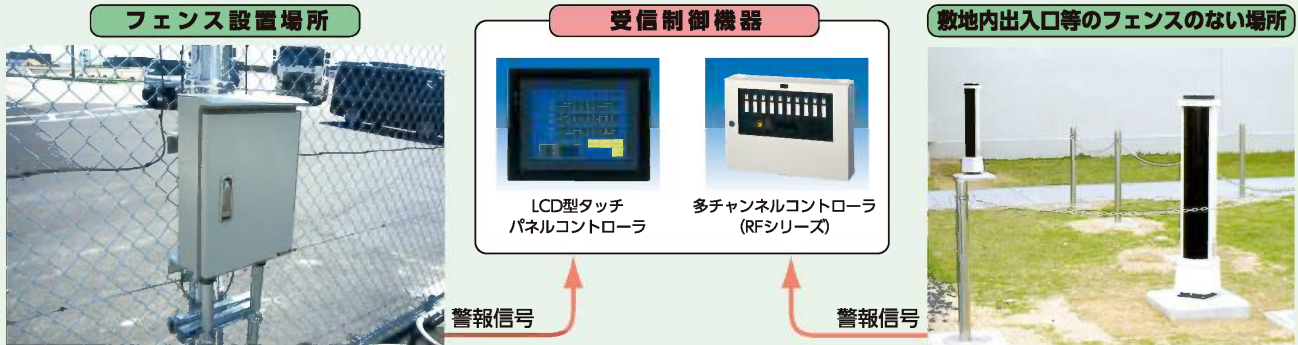 フェンス設置場所
受信制御機器
敷地内出入口等のフェンスのない場所
LCD型タッチ
パネルコントローラ
多チャンネルコントローラ
(RFシリーズ)
警報信号
警報信号